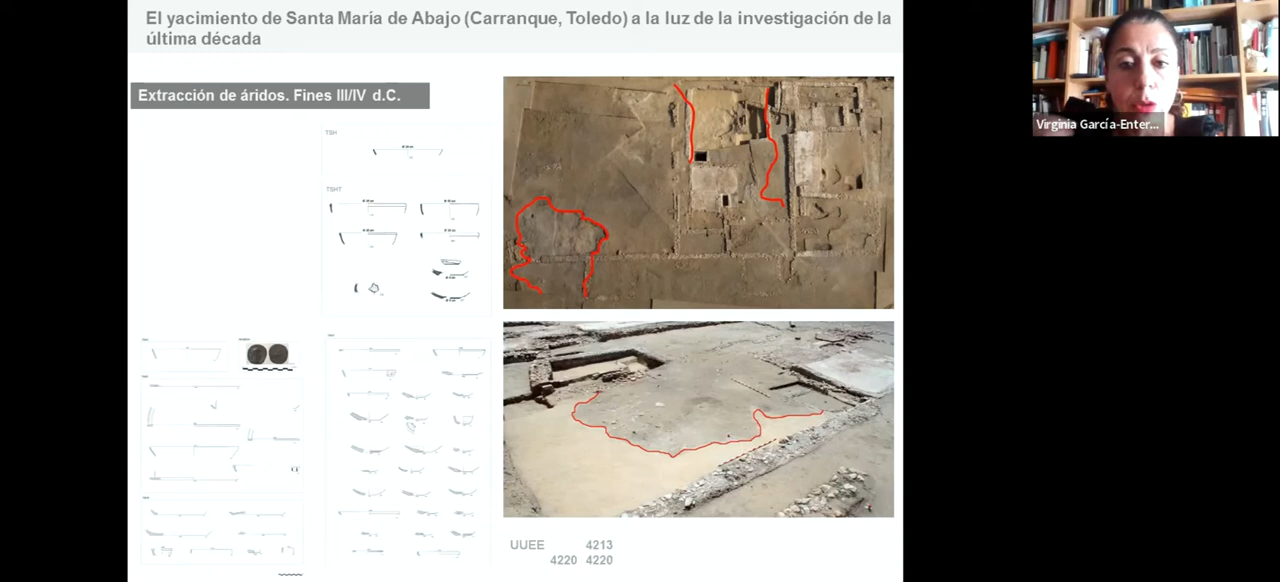 El yacimiento de Santa María de Abajo (Carranque, Toledo) a la luz de la investigación de la
última década
Extracción de áridos. Fines III/IV d.C.
TSH
TSHT
UUEE 4213
4220 4220
Virginia García-Enter...